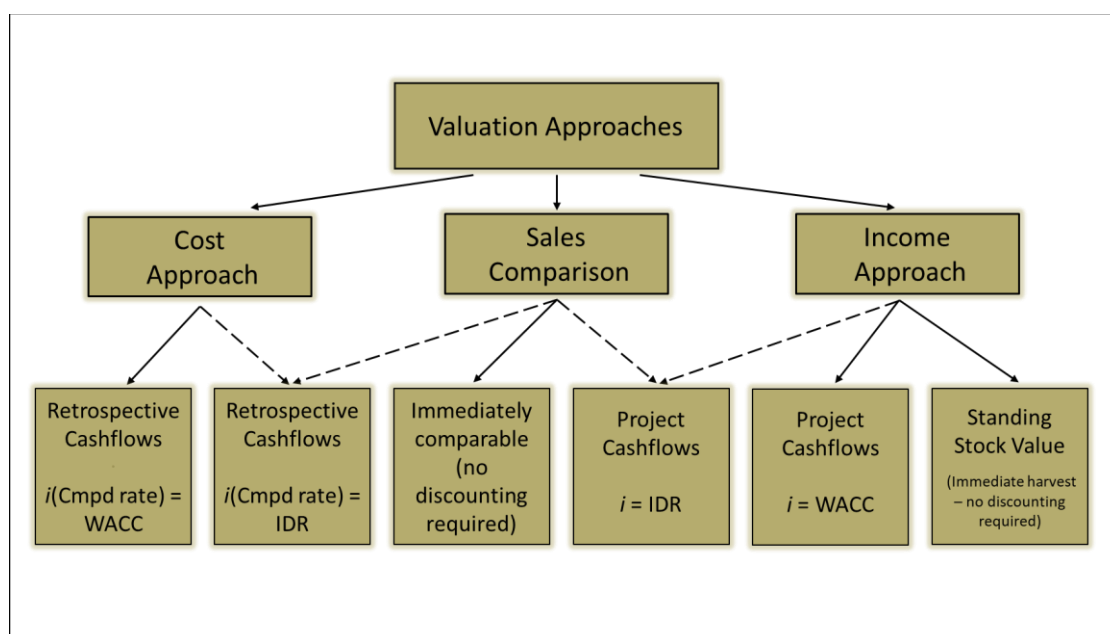 Valuation Approaches
Cost
Approach
Sales
Comparison
Income
Approach
Retrospective
Cashflows
i(Cmpd rate) =
WACC
Retrospective
Cashflows
i(Cmpd rate) =
IDR
Immediately
comparable
(no
discounting
required)
Project
Cashflows
i = IDR
Project
Cashflows
i = WACC
Standing
Stock Value
(Immediate harvest
– no discounting
required)